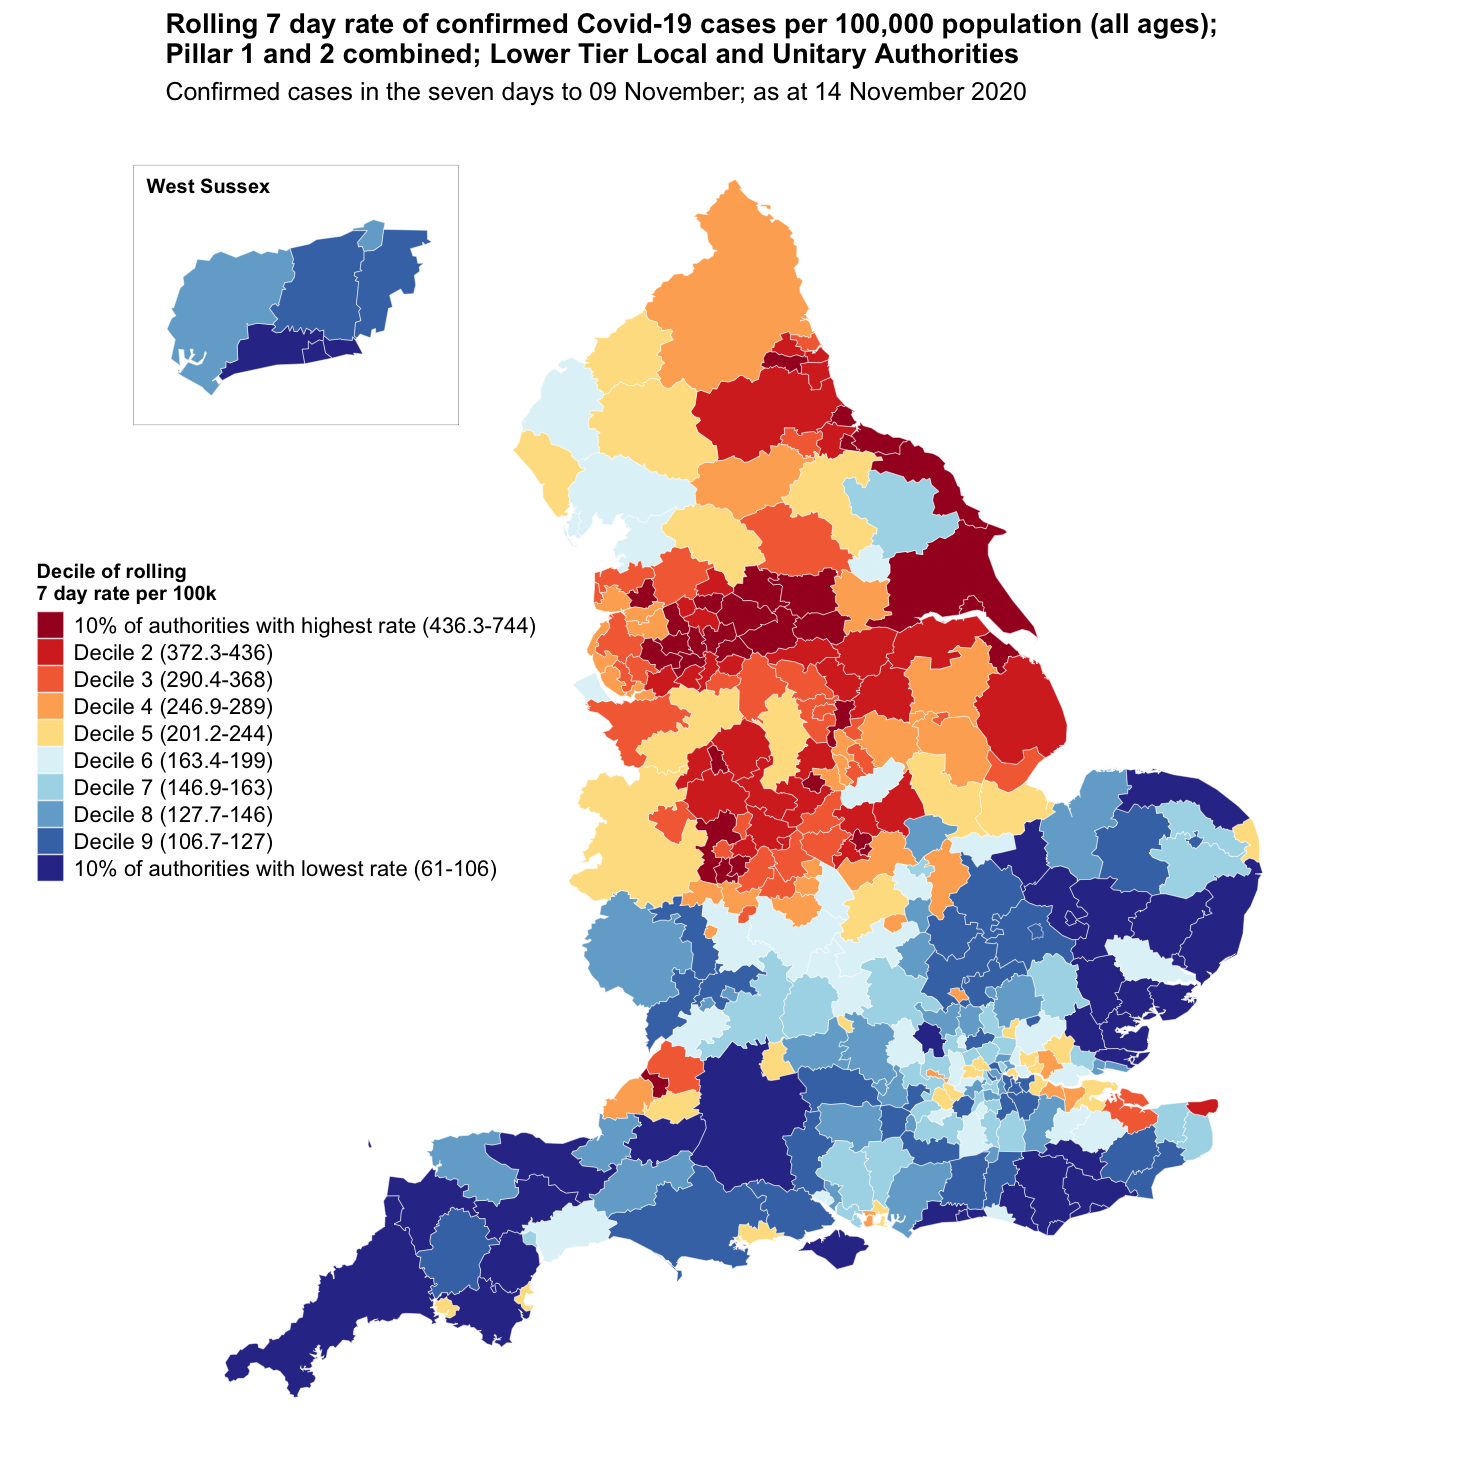 Rolling 7 day rate of confirmed Covid-19 cases per 100,000 population (all ages);
Pillar 1 and 2 combined; Lower Tier Local and Unitary Authorities
Confirmed cases in the seven days to 09 November; as at 14 November 2020
West Sussex
Decile of rolling
7 day rate per 100k
10% of authorities with highest rate (436.3-744)
Decile 2 (372.3-436)
Decile 3 (290.4-368)
Decile 4 (246.9-289)
Decile 5 (201.2-244)
Decile 6 (163.4-199)
Decile 7 (146.9-163)
Decile 8 (127.7-146)
Decile 9 (106.7-127)
10% of authorities with lowest rate (61-106)